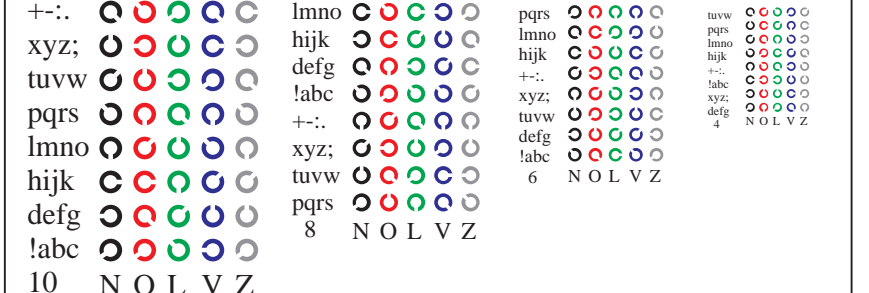 +-:.
xyz;
tuvw
pqrs
lmno
hijk
defg
!abc
10 N O L V Z
lmno
hijk
defg
!abc
+-:.
xyz;
tuvw
pqrs
8 N O L V Z
pqrs
lmno
hijk
+-:.
xyz;
tuvw
defg
!abc
6 N O L V Z
tuvw
pqrs
lmno
hijk
+-:.
!abc
xyz;
defg
4 N O L V Z